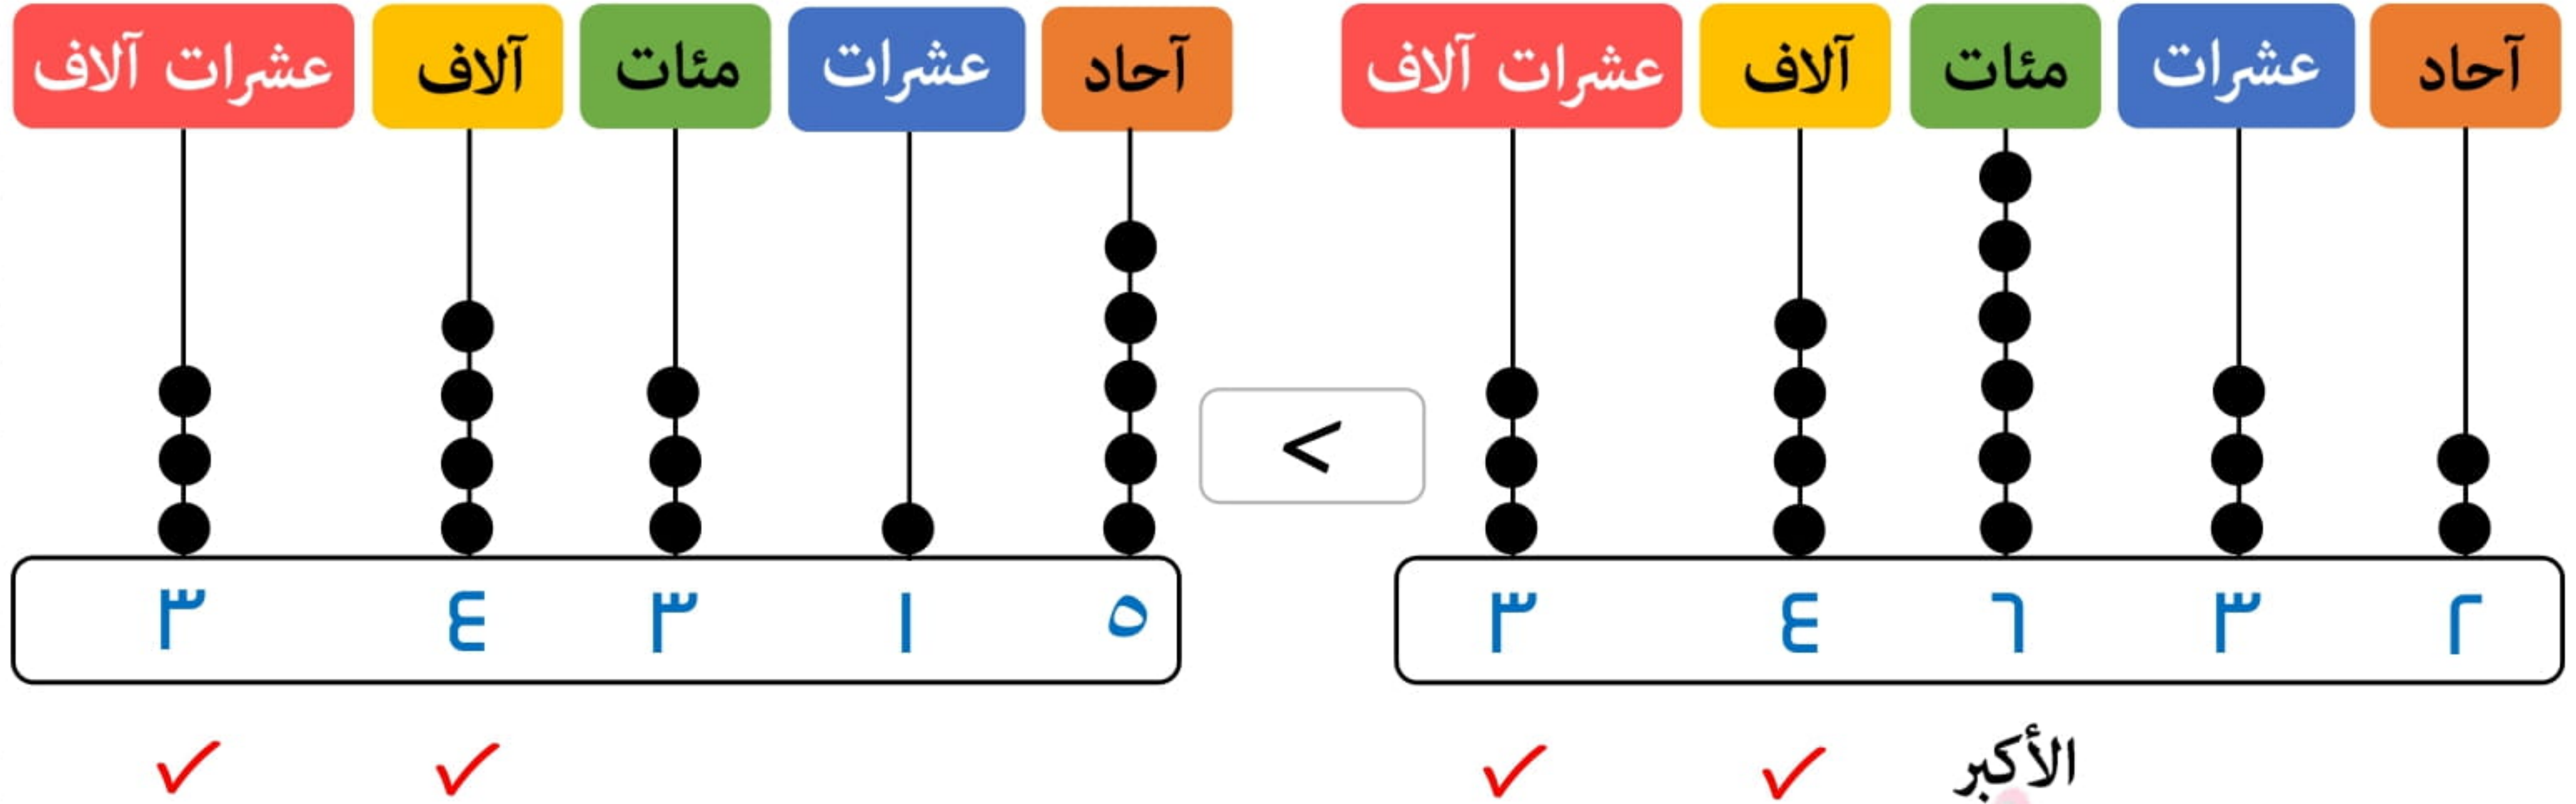 آحاد عشرات مئات آلاف عشرات آلاف
آحاد عشرات مئات آلاف عشرات آلاف
<
٣ ٤ ٦ ٣ ٢
٣ ٤ ٣ ١ ٥
الأكبر